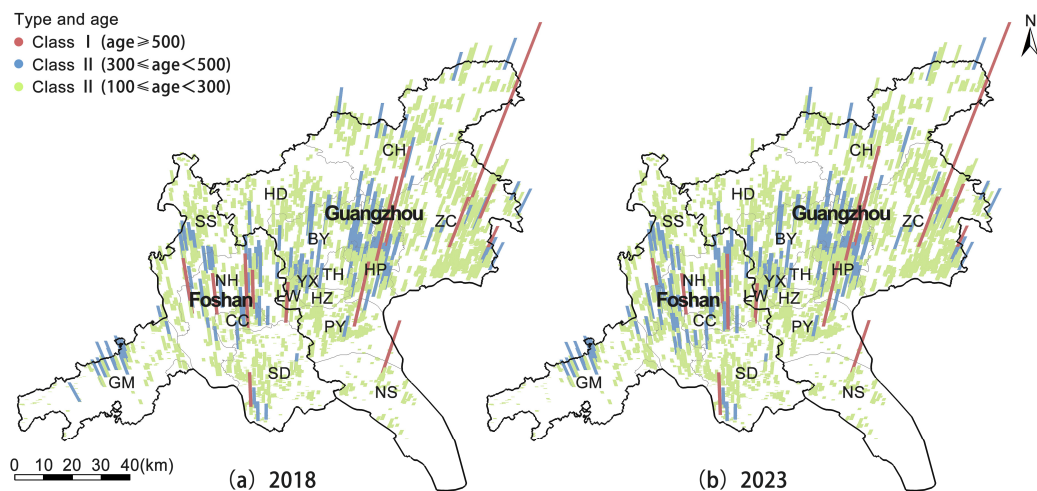 Type and age
Class Ⅰ (age≥500)
Class Ⅱ (300≤age<500)
Class Ⅱ (100≤age<300)
N
CH
HD
SS
Guangzhou
ZC
BY
TH
HP
YX
NH
LW
HZ
Foshan
CC
PY
SD
GM
NS
0 10 20 30 40(km)
(a) 2018
CH
HD
SS
Guangzhou
ZC
BY
TH
HP
YX
NH
LW
HZ
Foshan
CC
PY
SD
GM
NS
(b) 2023